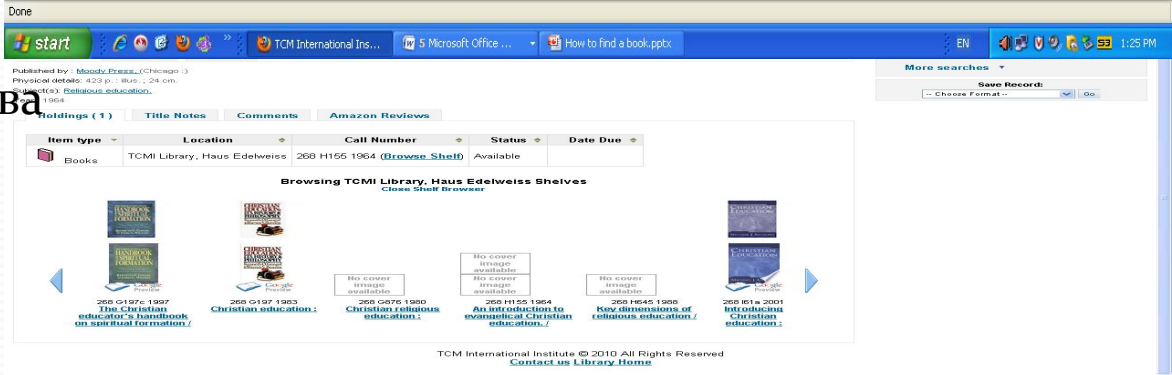 Done
start TCM International Ins... 5 Microsoft Office ... How to find a book.pptx EN 1:25 PM
Published by : Moody Press, (Chicago :)
Physical details: 423 p. : illus. ; 24 cm.
Subject(s): Religious education.
1964
ва
More searches
Save Record:
-- Choose Format -- Go
Holdings ( 1 ) Title Notes Comments Amazon Reviews
Item type Location Call Number Status Date Due
Books TCMI Library, Haus Edelweiss 268 H155 1964 (Browse Shelf) Available
Browsing TCMI Library, Haus Edelweiss Shelves
Close Shelf Browser
No cover image available
No cover image available
No cover image available
No cover image available
Google Preview
Google Preview
Google Preview
268 G197c 1997 268 G197 1983 268 G876 1980 268 H155 1964 268 H645 1988 268 I61a 2001
The Christian educator's handbook on spiritual formation /
Christian education :
Christian religious education :
An introduction to evangelical Christian education. /
Key dimensions of religious education /
Introducing Christian education :
TCM International Institute © 2010 All Rights Reserved
Contact us Library Home